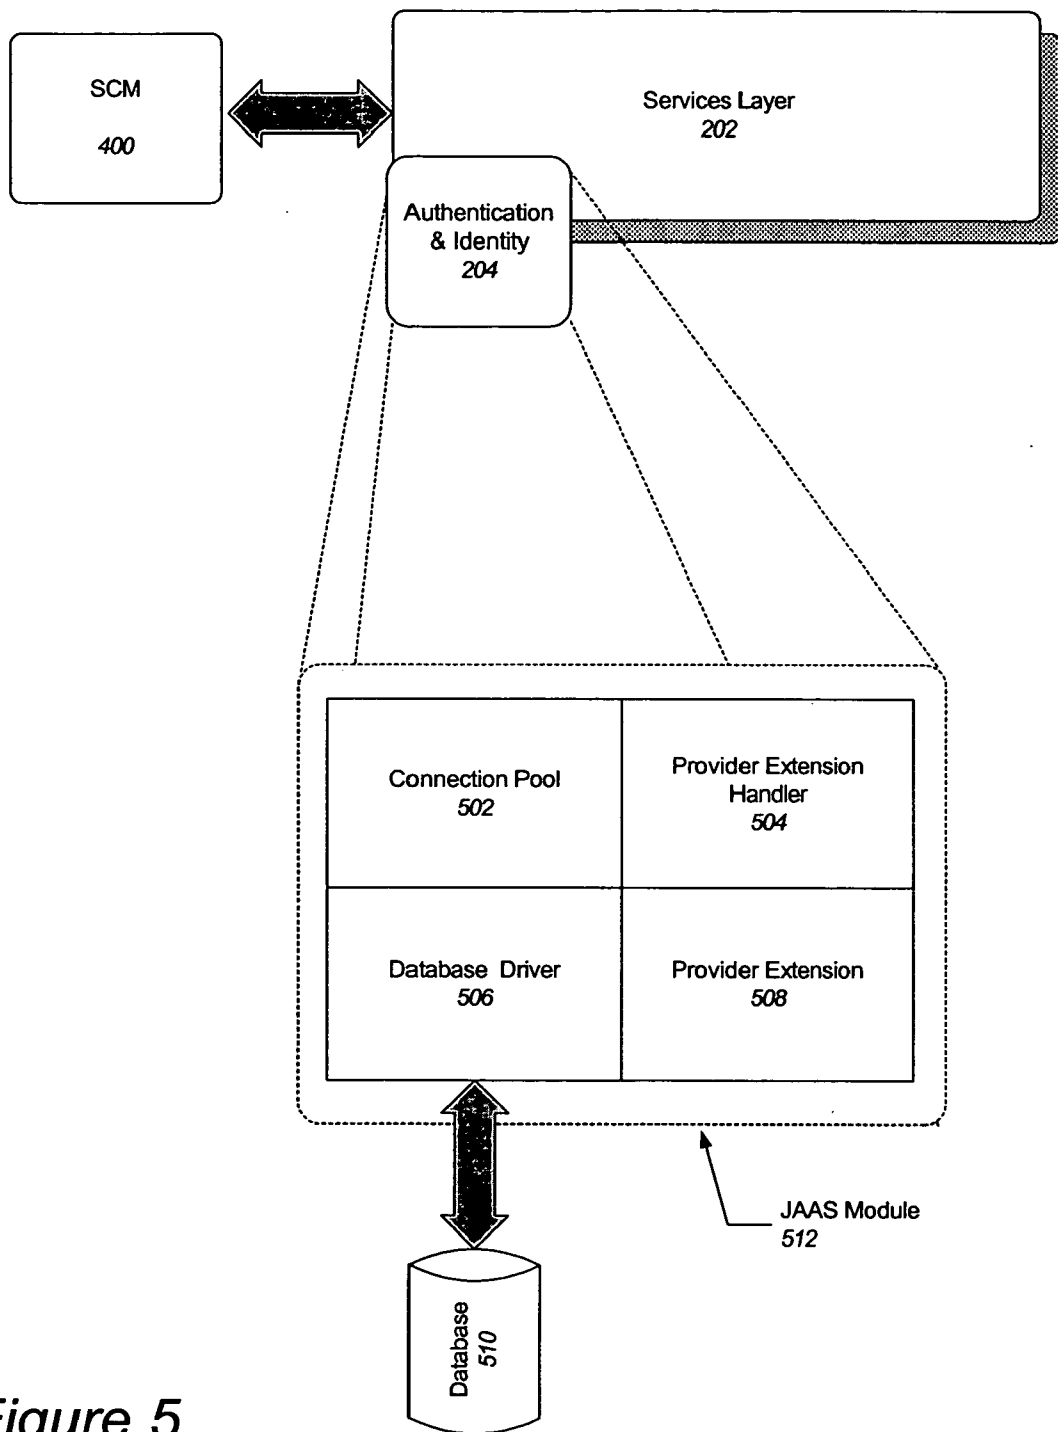 SCM
400
Services Layer
202
Authentication
& Identity
204
Connection Pool
502
Provider Extension
Handler
504
Database Driver
506
Provider Extension
508
JAAS Module
512
Database
510
Figure 5